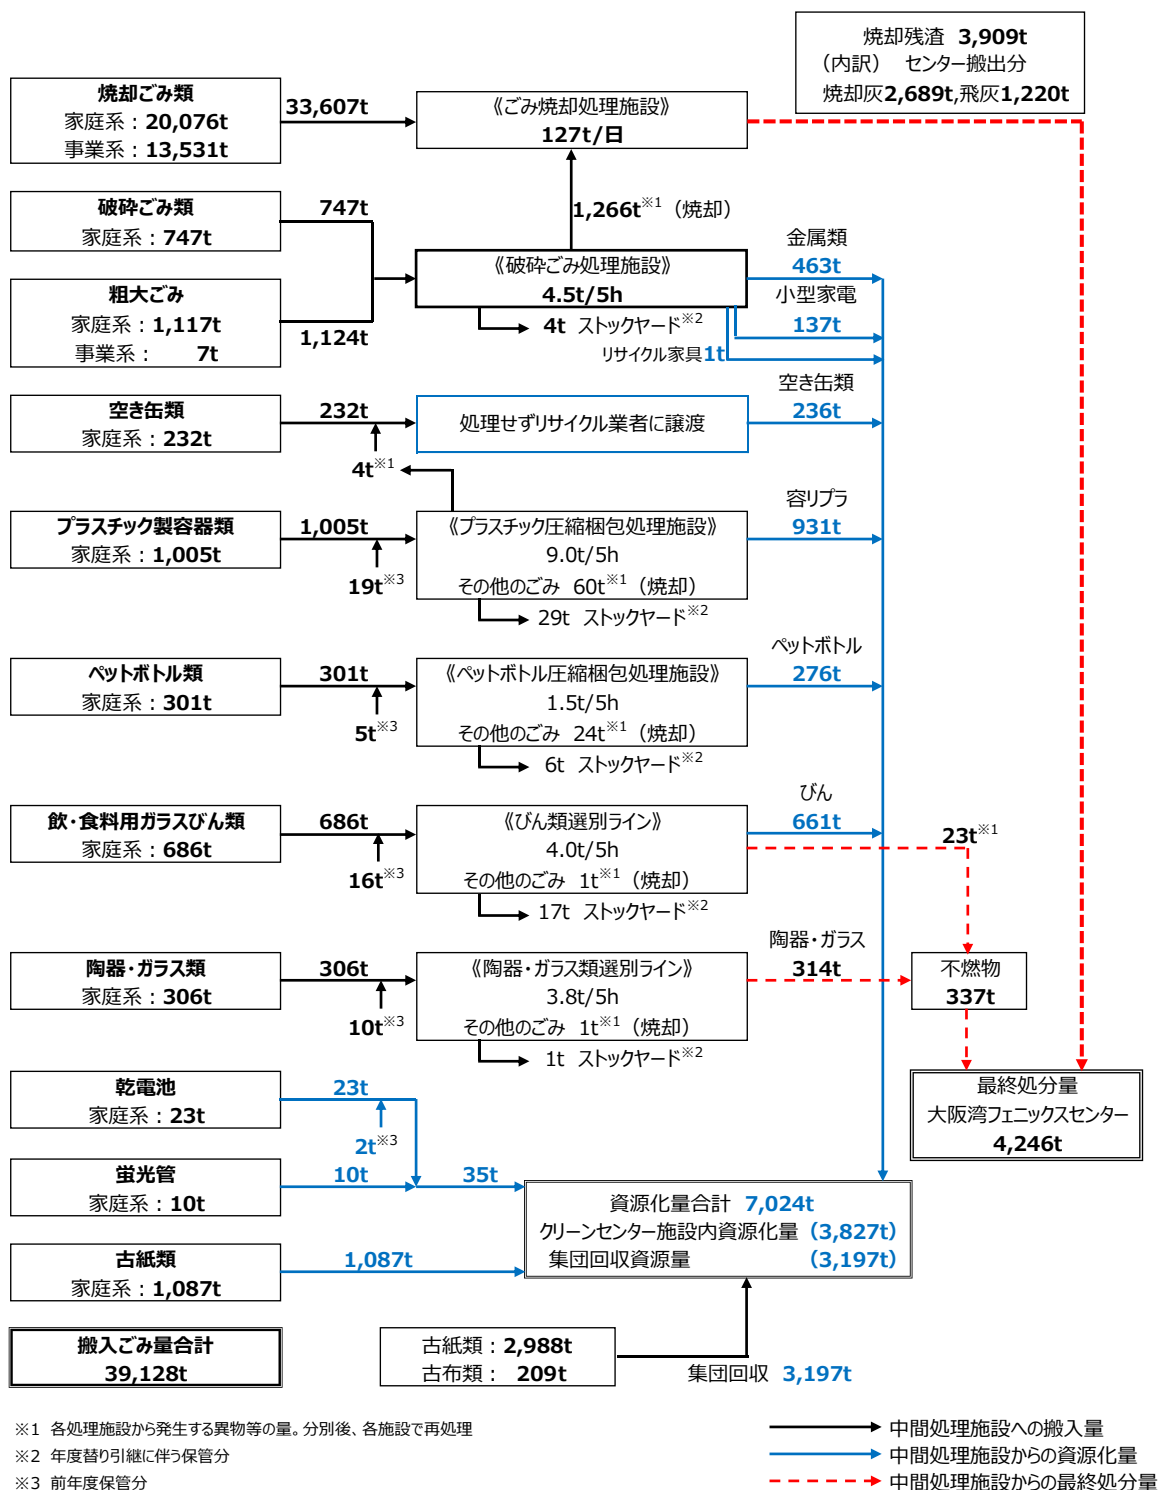 焼却残渣 3,909t
（内訳） センター搬出分
焼却灰2,689t,飛灰1,220t
焼却ごみ類
家庭系：20,076t
事業系：13,531t
33,607t
《ごみ焼却処理施設》
127t/日
破砕ごみ類
家庭系：747t
747t
1,266t※1（焼却）
粗大ごみ
家庭系：1,117t
事業系： 7t
1,124t
《破砕ごみ処理施設》
4.5t/5h
4t ストックヤード※2
金属類
463t
小型家電
137t
リサイクル家具1t
空き缶類
家庭系：232t
232t
4t※1
処理せずリサイクル業者に譲渡
空き缶類
236t
プラスチック製容器類
家庭系：1,005t
1,005t
19t※3
《プラスチック圧縮梱包処理施設》
9.0t/5h
その他のごみ 60t※1（焼却）
29t ストックヤード※2
容リプラ
931t
ペットボトル類
家庭系：301t
301t
5t※3
《ペットボトル圧縮梱包処理施設》
1.5t/5h
その他のごみ 24t※1（焼却）
6t ストックヤード※2
ペットボトル
276t
飲・食料用ガラスびん類
家庭系：686t
686t
16t※3
《びん類選別ライン》
4.0t/5h
その他のごみ 1t※1（焼却）
17t ストックヤード※2
びん
661t
23t※1
陶器・ガラス類
家庭系：306t
306t
10t※3
《陶器・ガラス類選別ライン》
3.8t/5h
その他のごみ 1t※1（焼却）
1t ストックヤード※2
陶器・ガラス
314t
不燃物
337t
乾電池
家庭系：23t
23t
2t※3
最終処分量
大阪湾フェニックスセンター
4,246t
蛍光管
家庭系：10t
10t
35t
資源化量合計 7,024t
クリーンセンター施設内資源化量（3,827t）
集団回収資源量 （3,197t）
古紙類
家庭系：1,087t
1,087t
搬入ごみ量合計
39,128t
古紙類：2,988t
古布類： 209t
集団回収 3,197t
※1 各処理施設から発生する異物等の量。分別後、各施設で再処理
※2 年度替り引継に伴う保管分
※3 前年度保管分
中間処理施設への搬入量
中間処理施設からの資源化量
中間処理施設からの最終処分量